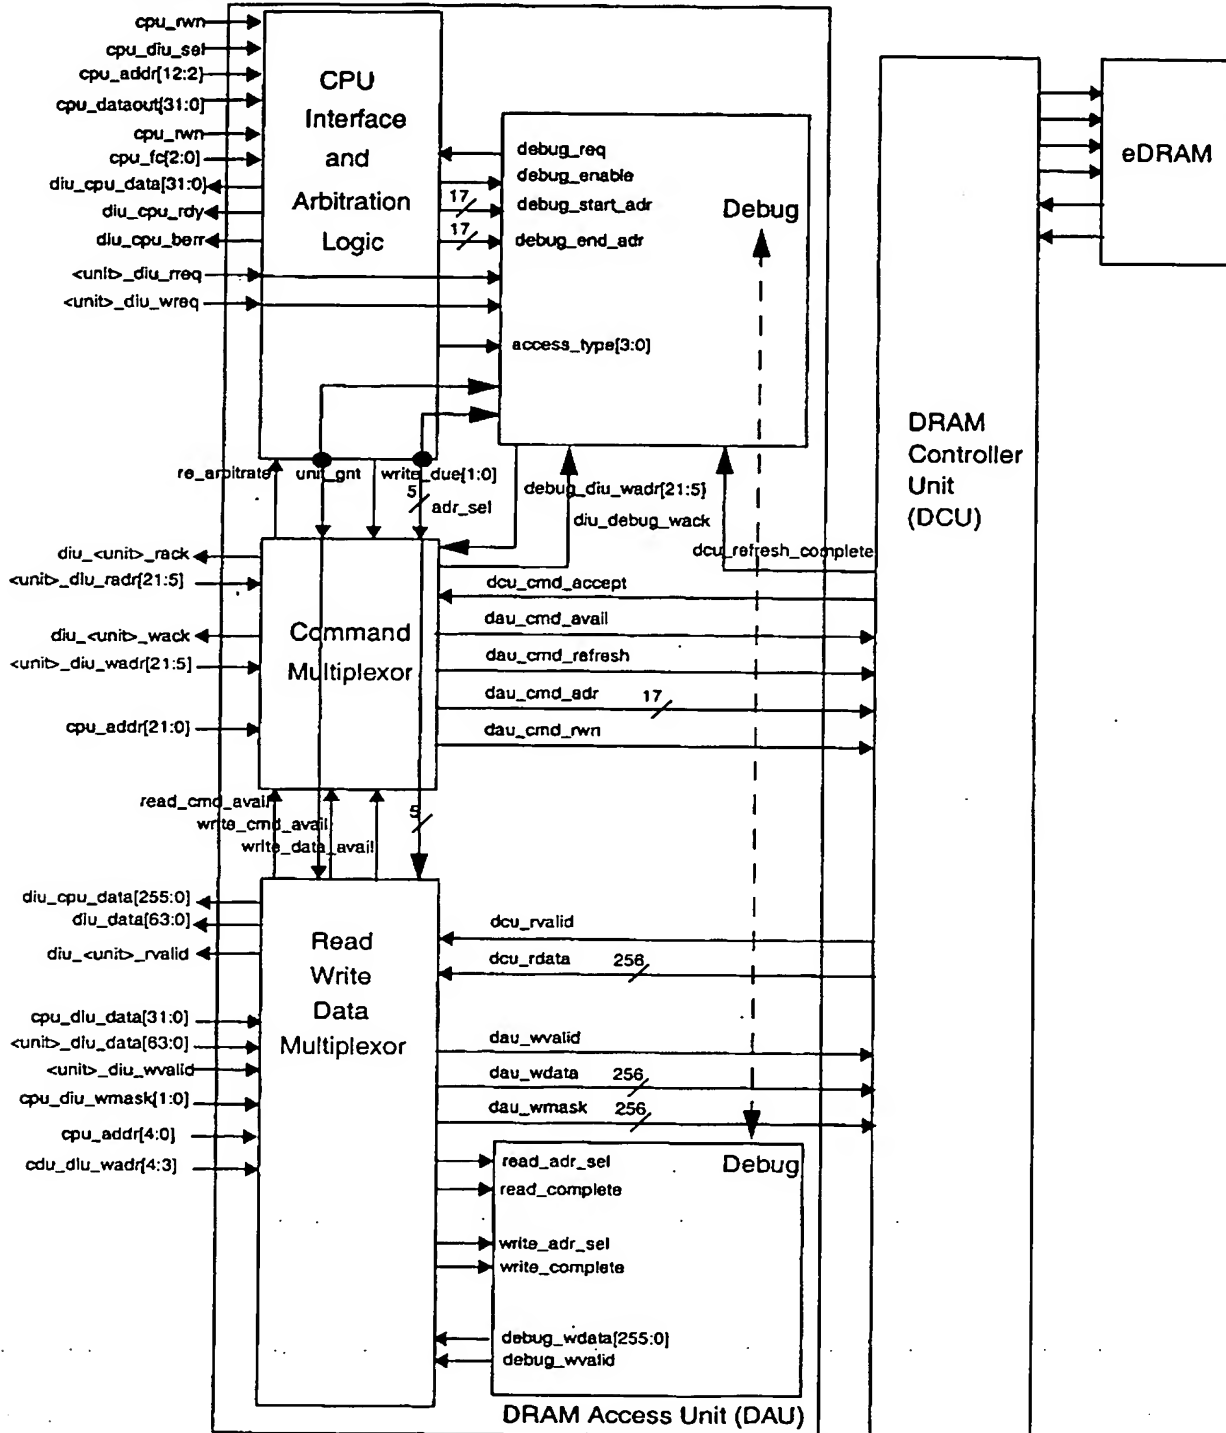 cpu_rwn
cpu_diu_sel
cpu_addr[12:2]
cpu_dataout[31:0]
cpu_rwn
cpu_fc[2:0]
diu_cpu_data[31:0]
diu_cpu_rdy
diu_cpu_berr
<unit>_diu_rreq
<unit>_diu_wreq
CPU
Interface
and
Arbitration
Logic
debug_req
debug_enable
17
debug_start_adr
17
debug_end_adr
access_type[3:0]
Debug
eDRAM
DRAM
Controller
Unit
(DCU)
re_arbitrate
unit_gnt
write_due[1:0]
5
adr_sel
debug_diu_wadr[21:5]
diu_debug_wack
dcu_refresh_complete
diu_<unit>_rack
<unit>_diu_radr[21:5]
diu_<unit>_wack
<unit>_diu_wadr[21:5]
cpu_addr[21:0]
Command
Multiplexor
dcu_cmd_accept
dau_cmd_avail
dau_cmd_refresh
dau_cmd_adr
17
dau_cmd_rwn
read_cmd_avail
write_cmd_avail
write_data_avail
5
diu_cpu_data[255:0]
diu_data[63:0]
diu_<unit>_rvalid
cpu_diu_data[31:0]
<unit>_diu_data[63:0]
<unit>_diu_wvalid
cpu_diu_wmask[1:0]
cpu_addr[4:0]
cdu_diu_wadr[4:3]
Read
Write
Data
Multiplexor
dcu_rvalid
dcu_rdata 256
dau_wvalid
dau_wdata 256
dau_wmask 256
read_adr_sel
Debug
read_complete
write_adr_sel
write_complete
debug_wdata[255:0]
debug_wvalid
DRAM Access Unit (DAU)